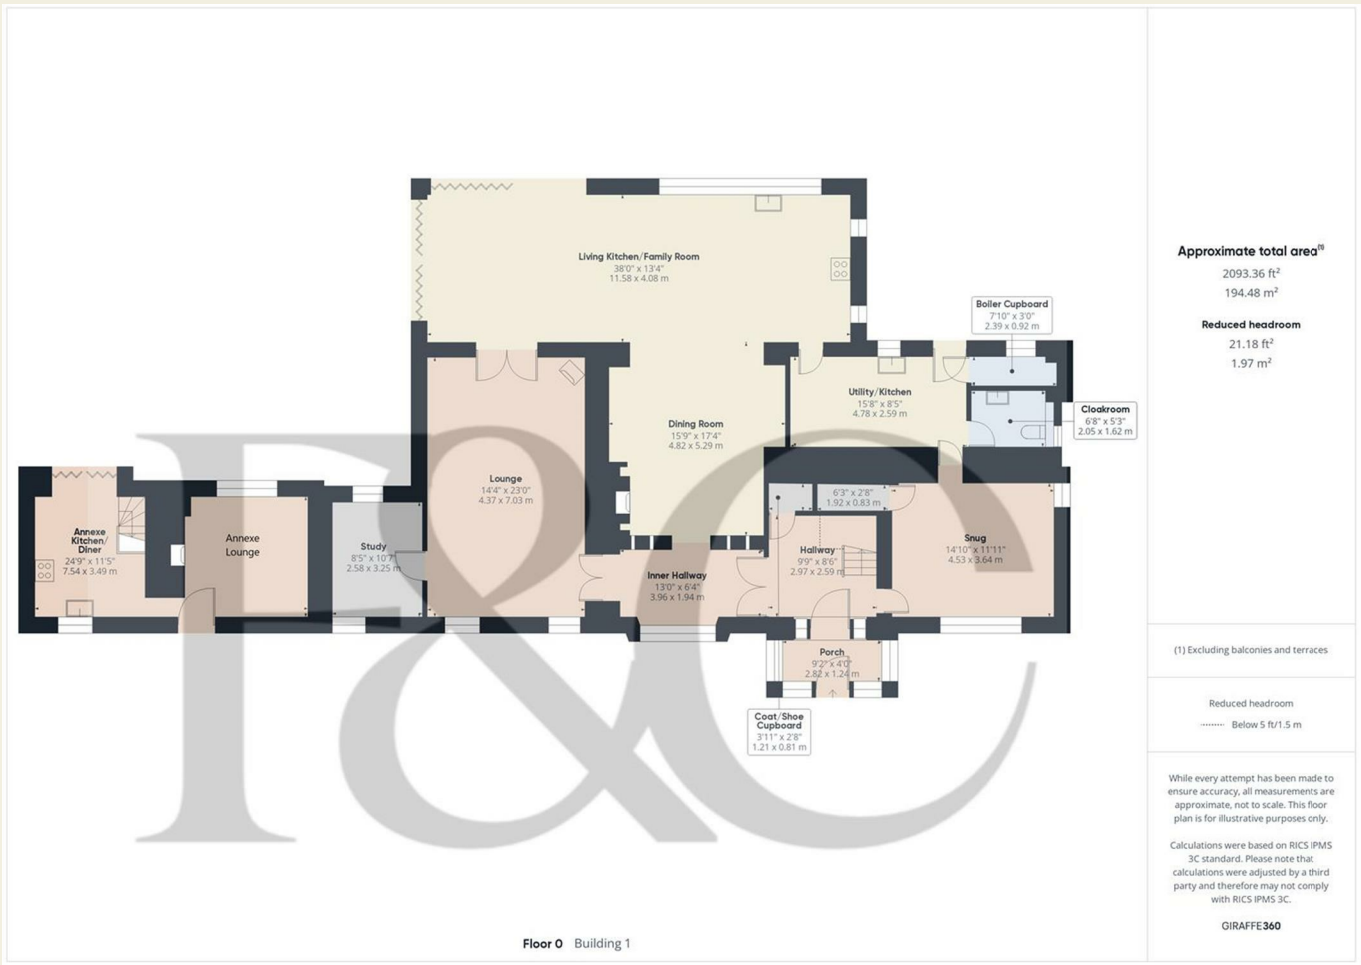 Living Kitchen/Family Room
38'0" x 13'4"
11.58 x 4.08 m
Boiler Cupboard
7'10" x 3'0"
2.39 x 0.92 m
Utility/Kitchen
15'8" x 8'5"
4.78 x 2.59 m
Cloakroom
6'8" x 5'3"
2.05 x 1.62 m
Dining Room
15'9" x 17'4"
4.82 x 5.29 m
Lounge
14'4" x 23'0"
4.37 x 7.03 m
Annexe
Kitchen/
Diner
24'9" x 11'5"
7.54 x 3.49 m
Annexe
Lounge
Study
8'5" x 10'7"
2.58 x 3.25 m
Inner Hallway
13'0" x 6'4"
3.96 x 1.94 m
6'3" x 2'8"
1.92 x 0.83 m
Hallway
9'9" x 8'6"
2.97 x 2.59 m
Snug
14'10" x 11'11"
4.53 x 3.64 m
Porch
9'2" x 4'0"
2.82 x 1.24 m
Coat/Shoe
Cupboard
3'11" x 2'8"
1.21 x 0.81 m
F&C
Floor 0 Building 1
Approximate total area(1)
2093.36 ft²
194.48 m²
Reduced headroom
21.18 ft²
1.97 m²
(1) Excluding balconies and terraces
Reduced headroom
Below 5 ft/1.5 m
While every attempt has been made to
ensure accuracy, all measurements are
approximate, not to scale. This floor
plan is for illustrative purposes only.
Calculations were based on RICS IPMS
3C standard. Please note that
calculations were adjusted by a third
party and therefore may not comply
with RICS IPMS 3C.
GIRAFFE360